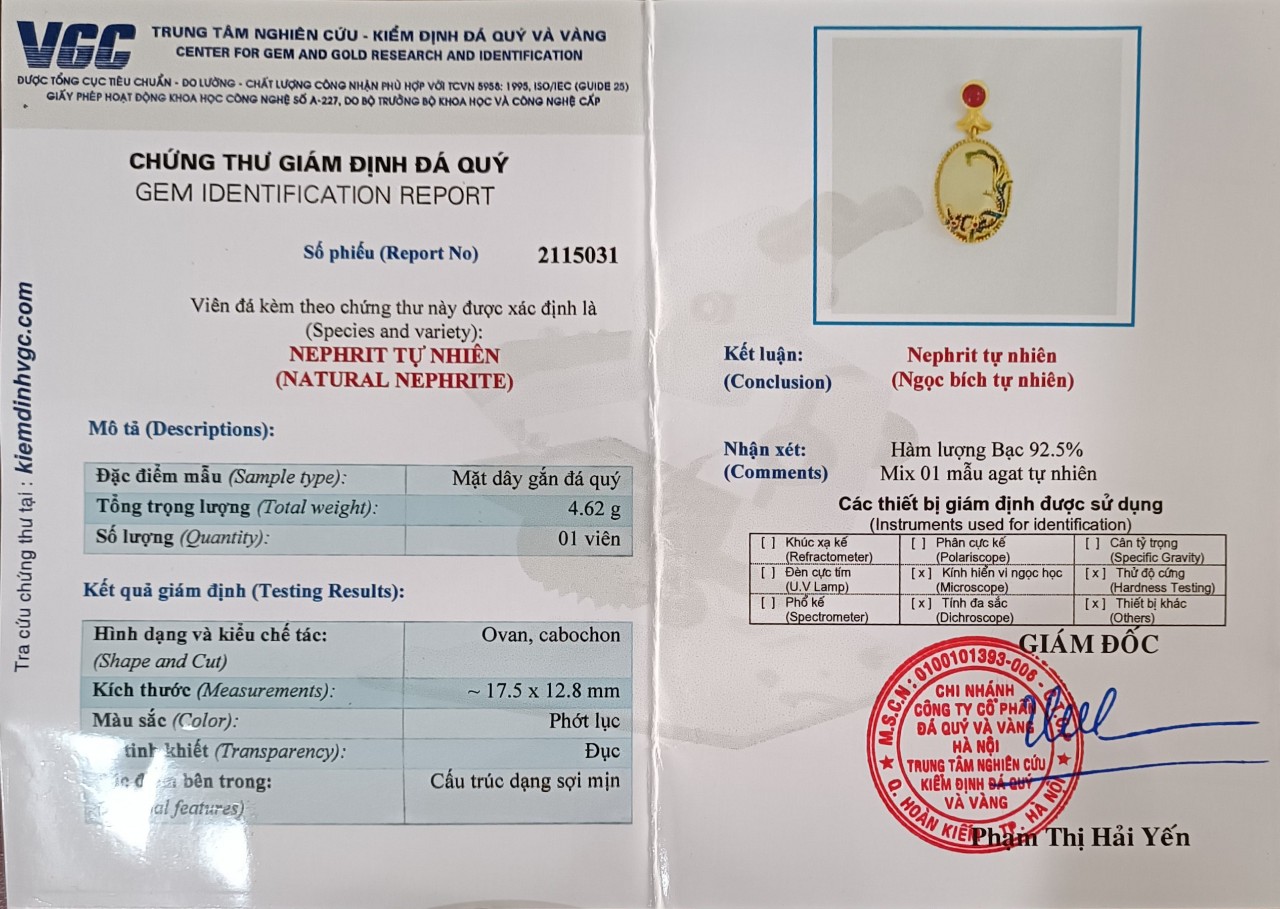 VGC
TRUNG TÂM NGHIÊN CỨU - KIỂM ĐỊNH ĐÁ QUÝ VÀ VÀNG
CENTER FOR GEM AND GOLD RESEARCH AND IDENTIFICATION
ĐƯỢC TỔNG CỤC TIÊU CHUẨN - ĐO LƯỜNG - CHẤT LƯỢNG CÔNG NHẬN PHÙ HỢP VỚI TCVN 5958: 1995, ISO/IEC (GUIDE 25)
GIẤY PHÉP HOẠT ĐỘNG KHOA HỌC CÔNG NGHỆ SỐ A-227, DO BỘ TRƯỞNG BỘ KHOA HỌC VÀ CÔNG NGHỆ CẤP
CHỨNG THƯ GIÁM ĐỊNH ĐÁ QUÝ
GEM IDENTIFICATION REPORT
Số phiếu (Report No) 2115031
Viên đá kèm theo chứng thư này được xác định là
(Species and variety):
NEPHRIT TỰ NHIÊN
(NATURAL NEPHRITE)
Mô tả (Descriptions):
Đặc điểm mẫu (Sample type): Mặt dây gắn đá quý
Tổng trọng lượng (Total weight): 4.62 g
Số lượng (Quantity): 01 viên
Kết quả giám định (Testing Results):
Hình dạng và kiểu chế tác: Ovan, cabochon
(Shape and Cut)
Kích thước (Measurements): ~ 17.5 x 12.8 mm
Màu sắc (Color): Phớt lục
tinh khiết (Transparency): Đục
bên trong: Cấu trúc dạng sợi mịn
features)
Tra cứu chứng thư tại : kiemdinhvgc.com
Kết luận: Nephrit tự nhiên
(Conclusion) (Ngọc bích tự nhiên)
Nhận xét: Hàm lượng Bạc 92.5%
(Comments) Mix 01 mẫu agat tự nhiên
Các thiết bị giám định được sử dụng
(Instruments used for identification)
[ ] Khúc xạ kế [ ] Phân cực kế [ ] Cân tỷ trọng
(Refractometer) (Polariscope) (Specific Gravity)
[ ] Đèn cực tím [x] Kính hiển vi ngọc học [x] Thử độ cứng
(U.V Lamp) (Microscope) (Hardness Testing)
[ ] Phổ kế [x] Tính đa sắc [x] Thiết bị khác
(Spectrometer) (Dichroscope) (Others)
GIÁM ĐỐC
M.S.C.N: 0100101393-006
CHI NHÁNH
CÔNG TY CỔ PHẦN
ĐÁ QUÝ VÀ VÀNG
HÀ NỘI
TRUNG TÂM NGHIÊN CỨU
KIỂM ĐỊNH ĐÁ QUÝ
VÀ VÀNG
Q. HOÀN KIẾM TP. HÀ NỘI
Phạm Thị Hải Yến